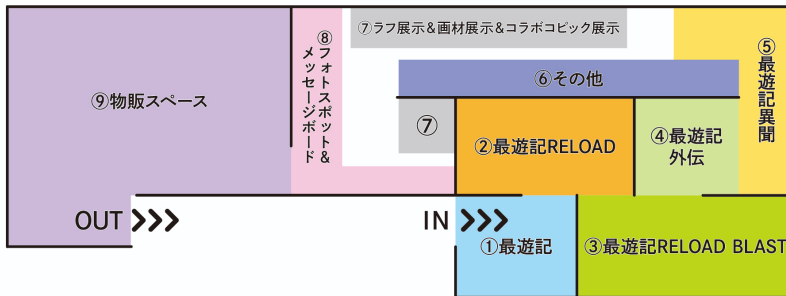 ⑦ラフ展示&画材展示&コラボコピック展示
⑧フォトスポット&
メッセージボード
⑤最遊記異聞
⑥その他
⑨物販スペース
⑦
②最遊記RELOAD
④最遊記
外伝
OUT >>>
IN >>>
①最遊記
③最遊記RELOAD BLAST